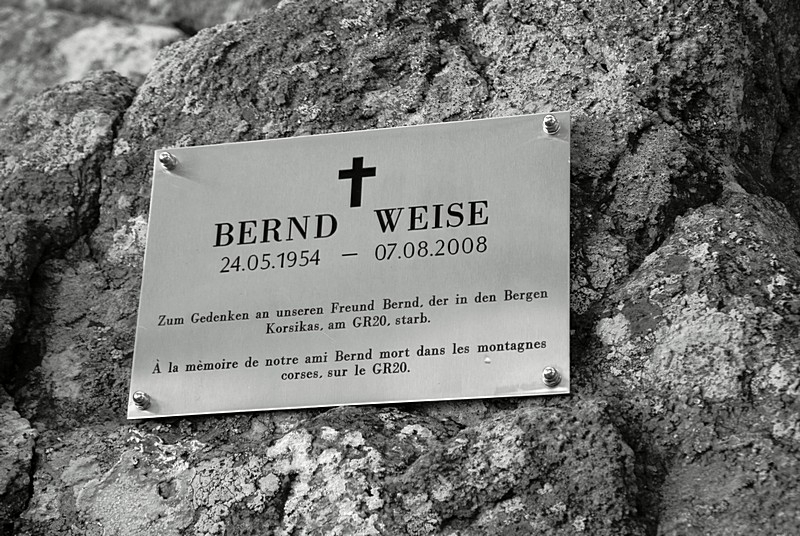 BERND WEISE
24.05.1954 — 07.08.2008
Zum Gedenken an unseren Freund Bernd, der in den Bergen
Korsikas, am GR20, starb.
À la mèmoire de notre ami Bernd mort dans les montagnes
corses, sur le GR20.